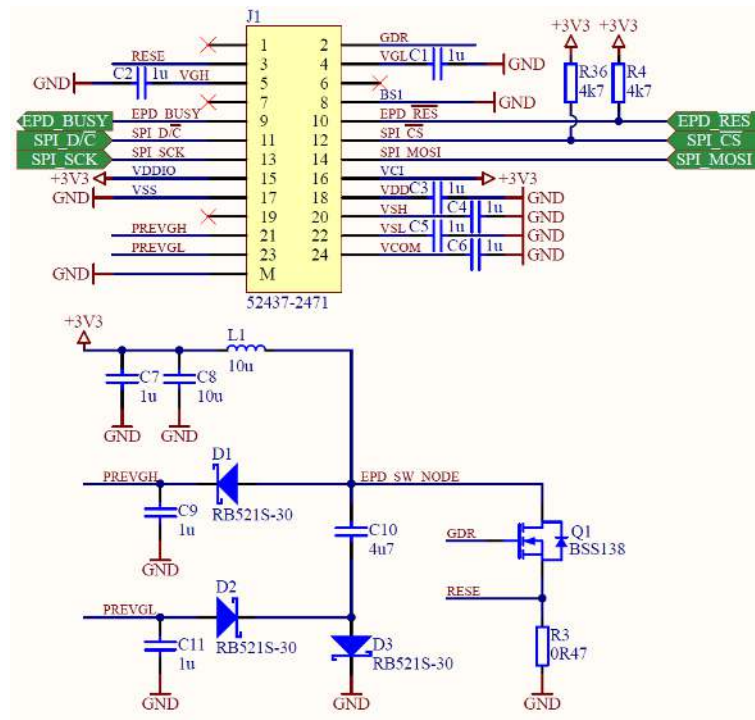 J1
1 2 GDR
RESE 3 4 VGL C1 1u GND
GND C2 1u VGH 5 6
7 8 BS1 GND
EPD_BUSY EPD_BUSY 9 10 EPD_RES EPD_RES
SPI_D/C SPI_D/C 11 12 SPI_CS SPI_CS
SPI_SCK SPI_SCK 13 14 SPI_MOSI SPI_MOSI
+3V3 VDDIO 15 16 VCI +3V3
GND VSS 17 18 VDD C3 1u GND
19 20 VSH C4 1u GND
PREVGH 21 22 VSL C5 1u GND
PREVGL 23 24 VCOM C6 1u GND
GND M
52437-2471
+3V3 +3V3
R36 R4
4k7 4k7
+3V3
L1
10u
C7 C8
1u 10u
GND GND
D1
PREVGH EPD_SW_NODE
RB521S-30
C9
1u
GND
C10
4u7
GDR Q1
BSS138
D2
PREVGL RESE
RB521S-30
C11
1u
GND
D3
RB521S-30
GND
R3
0R47
GND